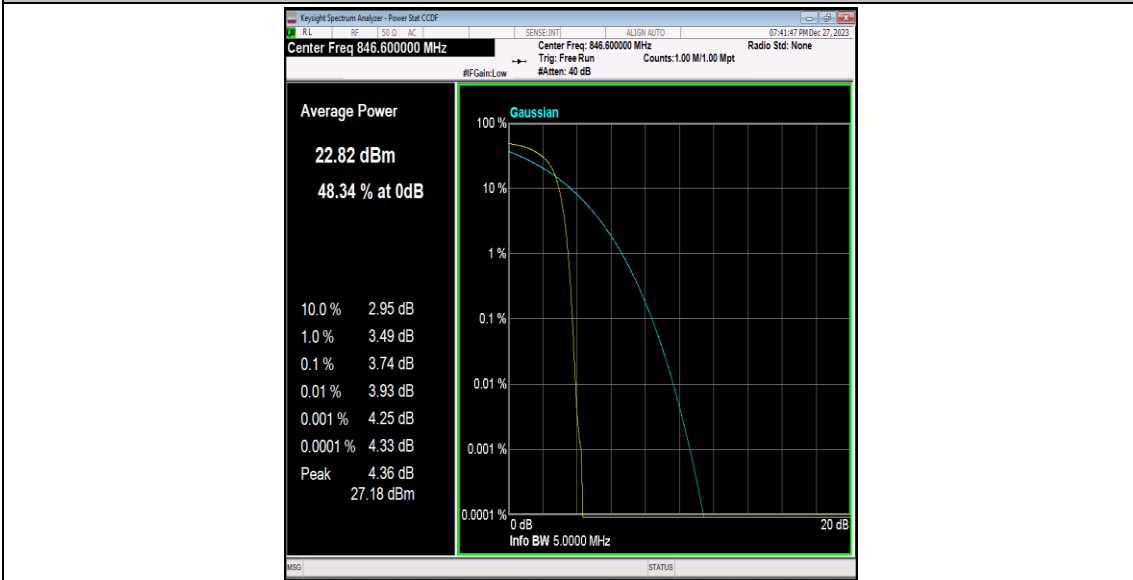 Keysight Spectrum Analyzer - Power Stat CCDF
LXI RL RF 50 Ω AC SENSE:INT ALIGN AUTO 07:41:47 PM Dec 27, 2023
Center Freq 846.600000 MHz Center Freq: 846.600000 MHz Radio Std: None
Trig: Free Run Counts:1.00 M/1.00 Mpt
#IFGain:Low #Atten: 40 dB
Average Power
22.82 dBm
48.34 % at 0dB
10.0 % 2.95 dB
1.0 % 3.49 dB
0.1 % 3.74 dB
0.01 % 3.93 dB
0.001 % 4.25 dB
0.0001 % 4.33 dB
Peak 4.36 dB
27.18 dBm
Gaussian
100 %
10 %
1 %
0.1 %
0.01 %
0.001 %
0.0001 %
0 dB 20 dB
Info BW 5.0000 MHz
MSG STATUS